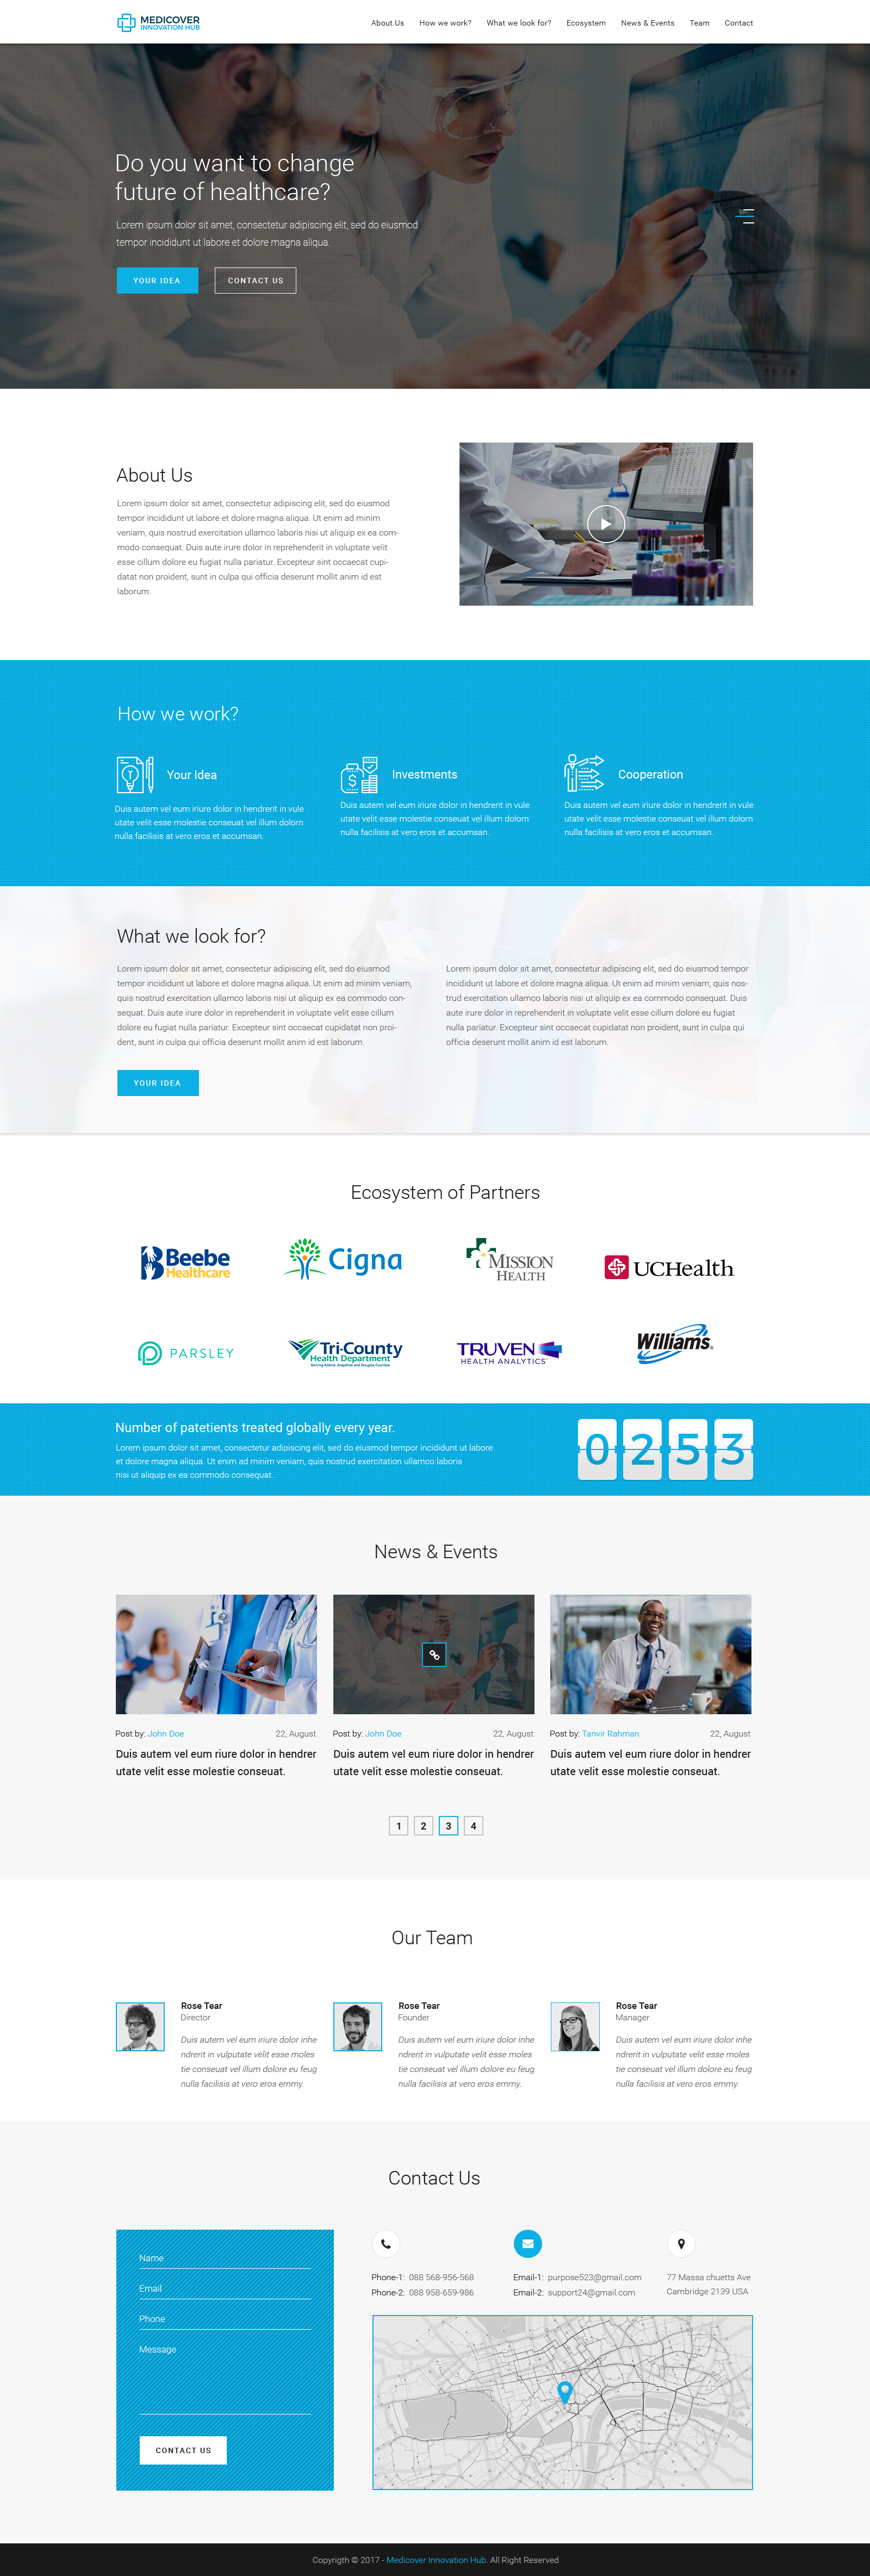 MEDICOVER
INNOVATION HUB
About Us How we work? What we look for? Ecosystem News & Events Team Contact
Do you want to change
future of healthcare?
Lorem ipsum dolor sit amet, consectetur adipiscing elit, sed do eiusmod
tempor incididunt ut labore et dolore magna aliqua.
YOUR IDEA CONTACT US
About Us
Lorem ipsum dolor sit amet, consectetur adipiscing elit, sed do eiusmod
tempor incididunt ut labore et dolore magna aliqua. Ut enim ad minim
veniam, quis nostrud exercitation ullamco laboris nisi ut aliquip ex ea com-
modo consequat. Duis aute irure dolor in reprehenderit in voluptate velit
esse cillum dolore eu fugiat nulla pariatur. Excepteur sint occaecat cupi-
datat non proident, sunt in culpa qui officia deserunt mollit anim id est
laborum.
How we work?
Your Idea
Duis autem vel eum iriure dolor in hendrerit in vule
utate velit esse molestie conseuat vel illum dolorn
nulla facilisis at vero eros et accumsan.
Investments
Duis autem vel eum iriure dolor in hendrerit in vule
utate velit esse molestie conseuat vel illum dolorn
nulla facilisis at vero eros et accumsan.
Cooperation
Duis autem vel eum iriure dolor in hendrerit in vule
utate velit esse molestie conseuat vel illum dolorn
nulla facilisis at vero eros et accumsan.
What we look for?
Lorem ipsum dolor sit amet, consectetur adipiscing elit, sed do eiusmod
tempor incididunt ut labore et dolore magna aliqua. Ut enim ad minim veniam,
quis nostrud exercitation ullamco laboris nisi ut aliquip ex ea commodo con-
sequat. Duis aute irure dolor in reprehenderit in voluptate velit esse cillum
dolore eu fugiat nulla pariatur. Excepteur sint occaecat cupidatat non proi-
dent, sunt in culpa qui officia deserunt mollit anim id est laborum.
Lorem ipsum dolor sit amet, consectetur adipiscing elit, sed do eiusmod tempor
incididunt ut labore et dolore magna aliqua. Ut enim ad minim veniam, quis nos-
trud exercitation ullamco laboris nisi ut aliquip ex ea commodo consequat. Duis
aute irure dolor in reprehenderit in voluptate velit esse cillum dolore eu fugiat
nulla pariatur. Excepteur sint occaecat cupidatat non proident, sunt in culpa qui
officia deserunt mollit anim id est laborum.
YOUR IDEA
Ecosystem of Partners
Beebe
Healthcare
Cigna
MISSION
HEALTH
UCHealth
PARSLEY
Tri-County
Health Department
Serving Adams, Arapahoe and Douglas Counties
TRUVEN
HEALTH ANALYTICS
Williams®
Number of patetients treated globally every year.
Lorem ipsum dolor sit amet, consectetur adipiscing elit, sed do eiusmod tempor incididunt ut labore
et dolore magna aliqua. Ut enim ad minim veniam, quis nostrud exercitation ullamco laboris
nisi ut aliquip ex ea commodo consequat.
0 2 5 3
News & Events
Post by: John Doe 22, August
Duis autem vel eum riure dolor in hendrer
utate velit esse molestie conseuat.
Post by: John Doe 22, August
Duis autem vel eum riure dolor in hendrer
utate velit esse molestie conseuat.
Post by: Tanvir Rahman 22, August
Duis autem vel eum riure dolor in hendrer
utate velit esse molestie conseuat.
1 2 3 4
Our Team
Rose Tear
Director
Duis autem vel eum iriure dolor inhe
ndrerit in vulputate velit esse moles
tie conseuat vel illum dolore eu feug
nulla facilisis at vero eros emmy.
Rose Tear
Founder
Duis autem vel eum iriure dolor inhe
ndrerit in vulputate velit esse moles
tie conseuat vel illum dolore eu feug
nulla facilisis at vero eros emmy.
Rose Tear
Manager
Duis autem vel eum iriure dolor inhe
ndrerit in vulputate velit esse moles
tie conseuat vel illum dolore eu feug
nulla facilisis at vero eros emmy.
Contact Us
Name
Email
Phone
Message
CONTACT US
Phone-1: 088 568-956-568
Phone-2: 088 958-659-986
Email-1: purpose523@gmail.com
Email-2: support24@gmail.com
77 Massa chuetts Ave
Cambridge 2139 USA
Copyrigth © 2017 - Medicover Innovation Hub. All Right Reserved